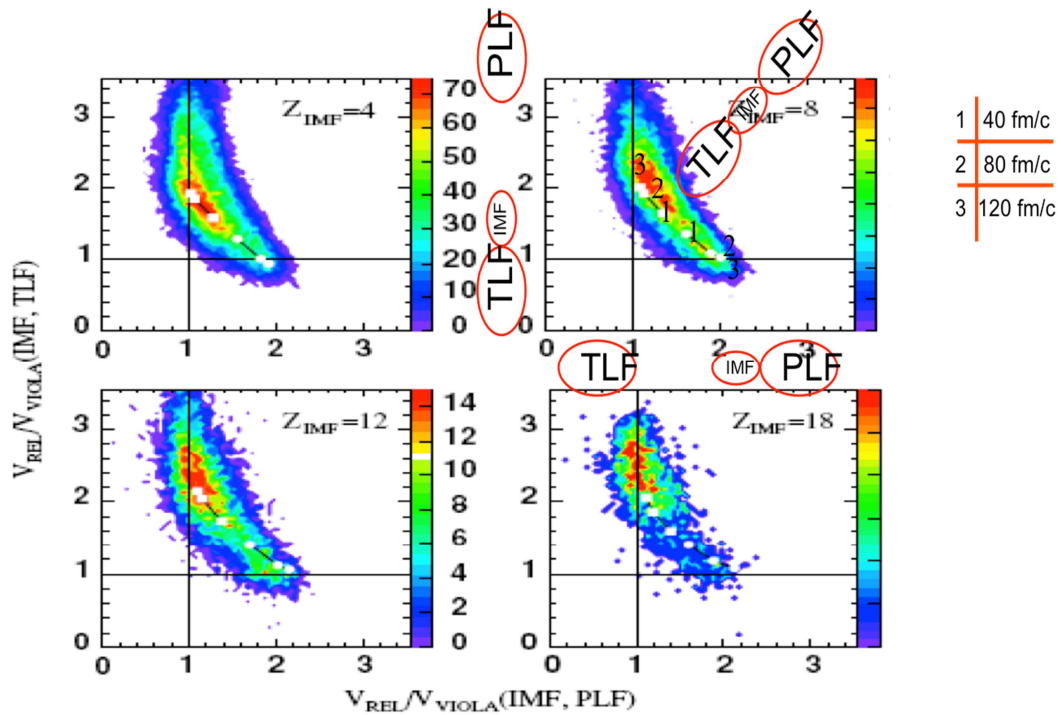 PLF
PLF
Z_IMF=4
70
60
50
40
30
20
10
0
3
2
1
0
0 1 2 3
IMF
TLF
Z_IMF=8
IMF
TLF
3
2
1
1
2
3
3
2
1
0
0 1 2 3
1 40 fm/c
2 80 fm/c
3 120 fm/c
V_REL/V_VIOLA(IMF, TLF)
TLF IMF PLF
Z_IMF=12
14
12
10
8
6
4
2
0
3
2
1
0
0 1 2 3
Z_IMF=18
3
2
1
0
0 1 2 3
V_REL/V_VIOLA(IMF, PLF)